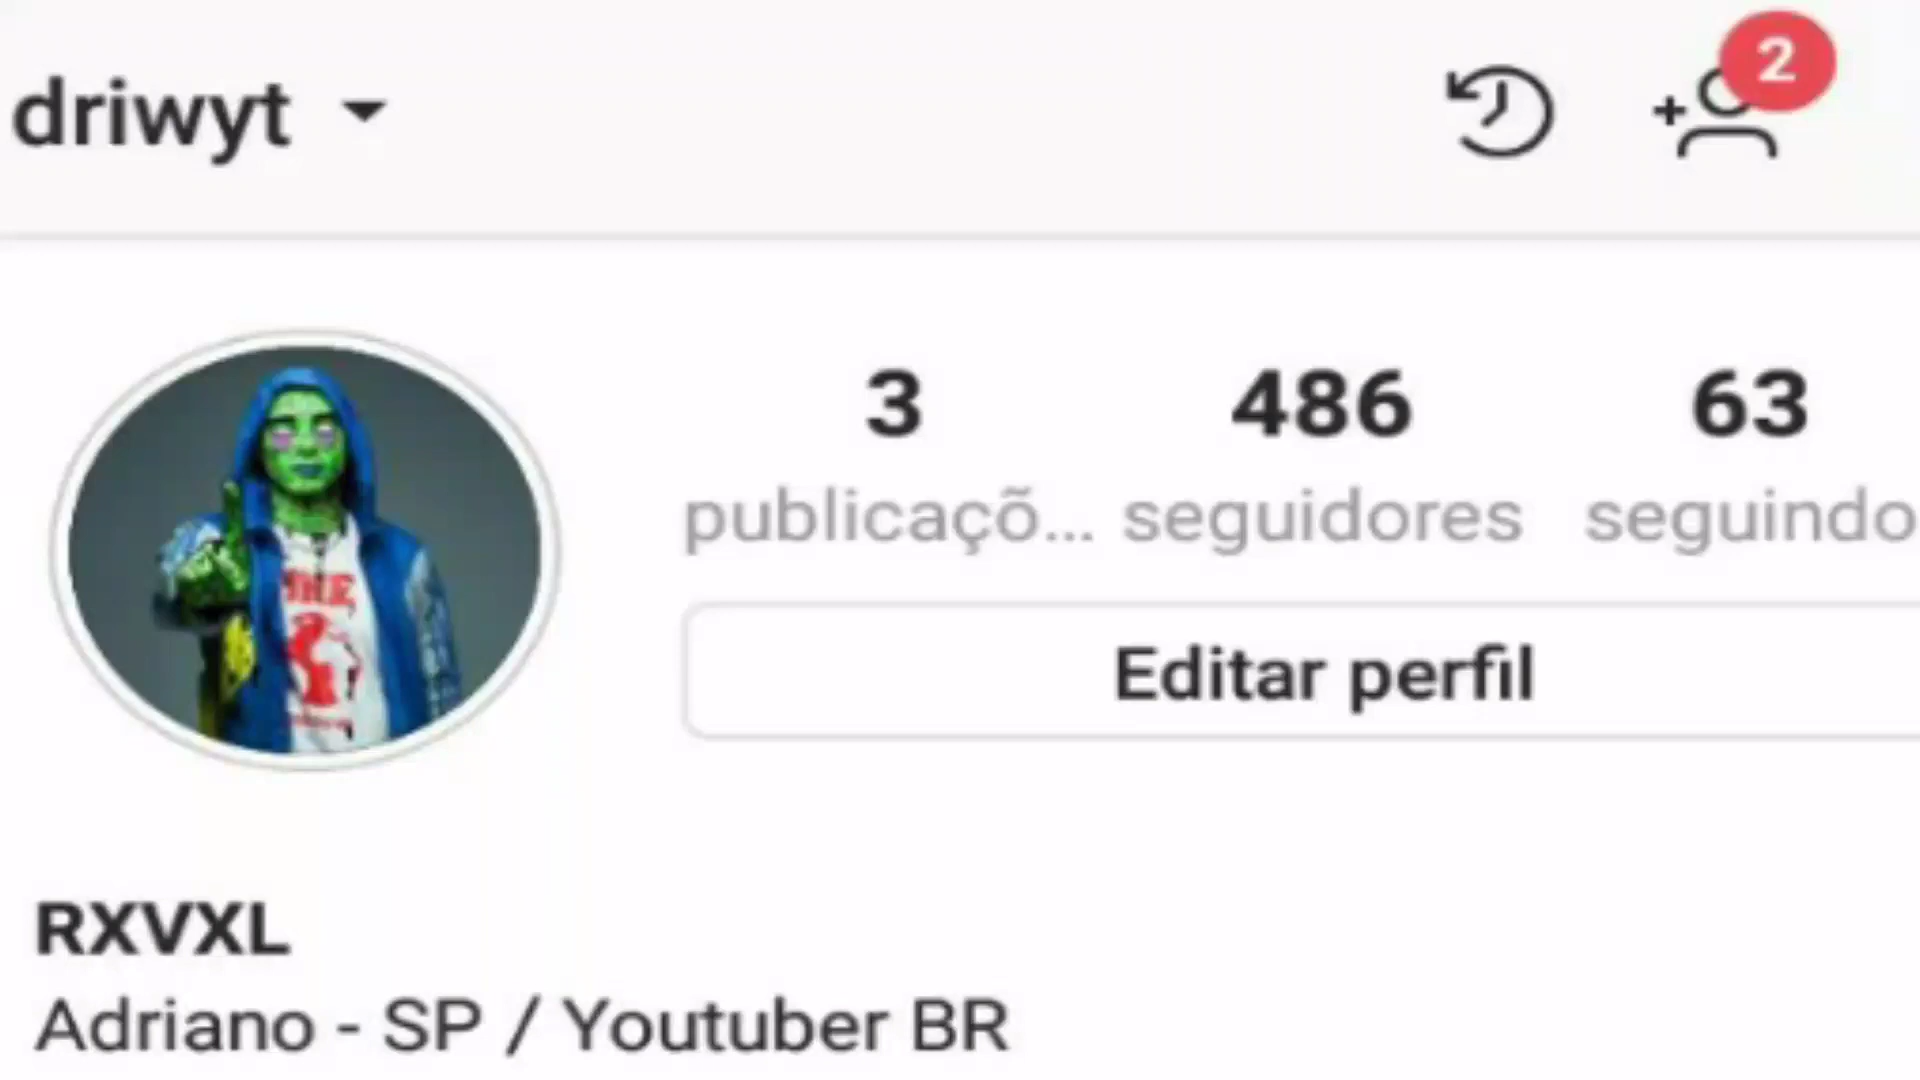 driwyt
2
3 486 63
publicaçõ... seguidores seguindo
Editar perfil
RXVXL
Adriano - SP / Youtuber BR